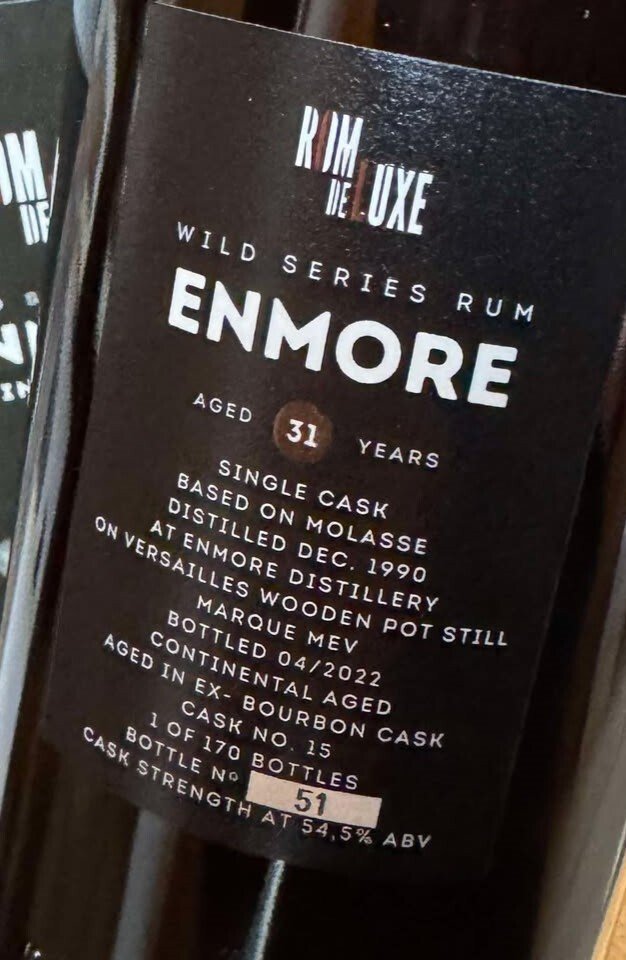 ROM
DE LUXE
WILD SERIES RUM
ENMORE
AGED 31 YEARS
SINGLE CASK
BASED ON MOLASSE
DISTILLED DEC. 1990
AT ENMORE DISTILLERY
ON VERSAILLES WOODEN POT STILL
MARQUE MEV
BOTTLED 04/2022
CONTINENTAL AGED
AGED IN EX- BOURBON CASK
CASK NO. 15
1 OF 170 BOTTLES
BOTTLE Nº 51
CASK STRENGTH AT 54,5% ABV